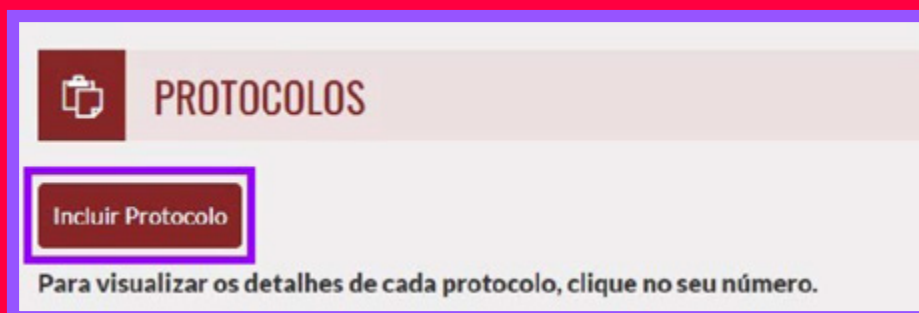 PROTOCOLOS
Incluir Protocolo
Para visualizar os detalhes de cada protocolo, clique no seu número.